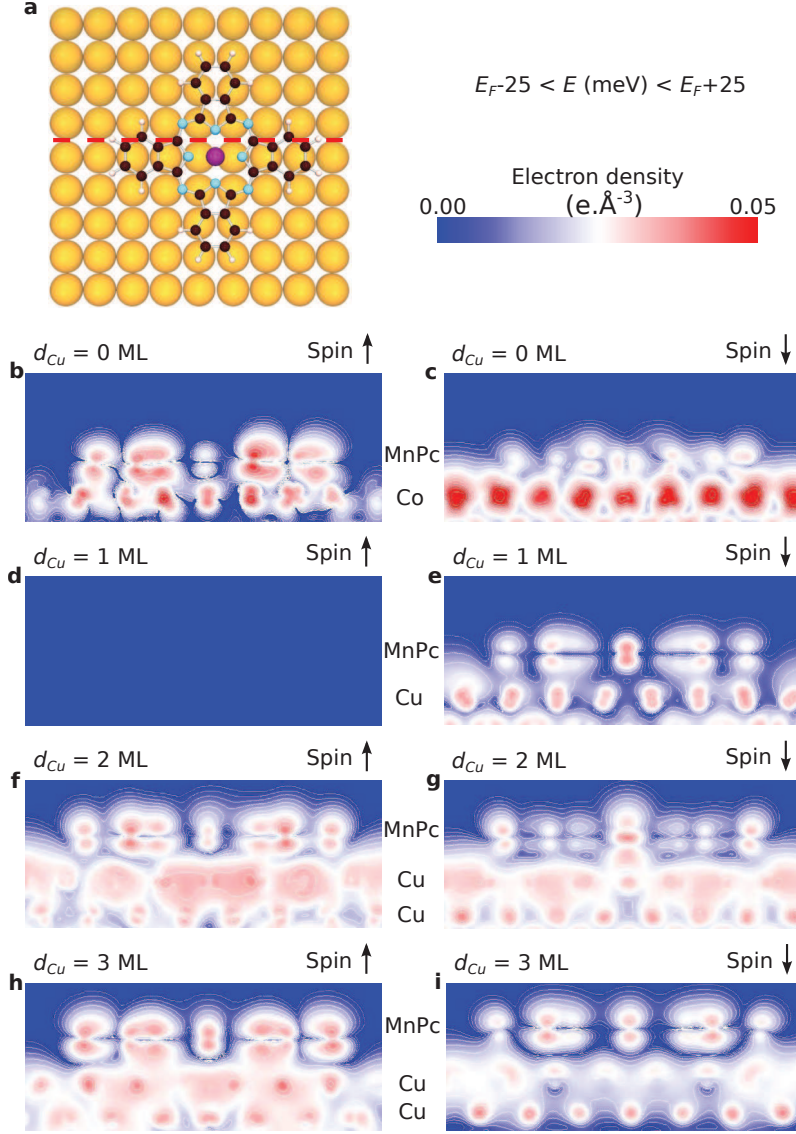 a
E_F-25 < E (meV) < E_F+25
Electron density
(e.Å⁻³)
0.00 0.05
d_Cu = 0 ML Spin ↑
d_Cu = 0 ML Spin ↓
b
c
MnPc
Co
d_Cu = 1 ML Spin ↑
d_Cu = 1 ML Spin ↓
d
e
MnPc
Cu
d_Cu = 2 ML Spin ↑
d_Cu = 2 ML Spin ↓
f
g
MnPc
Cu
Cu
d_Cu = 3 ML Spin ↑
d_Cu = 3 ML Spin ↓
h
i
MnPc
Cu
Cu